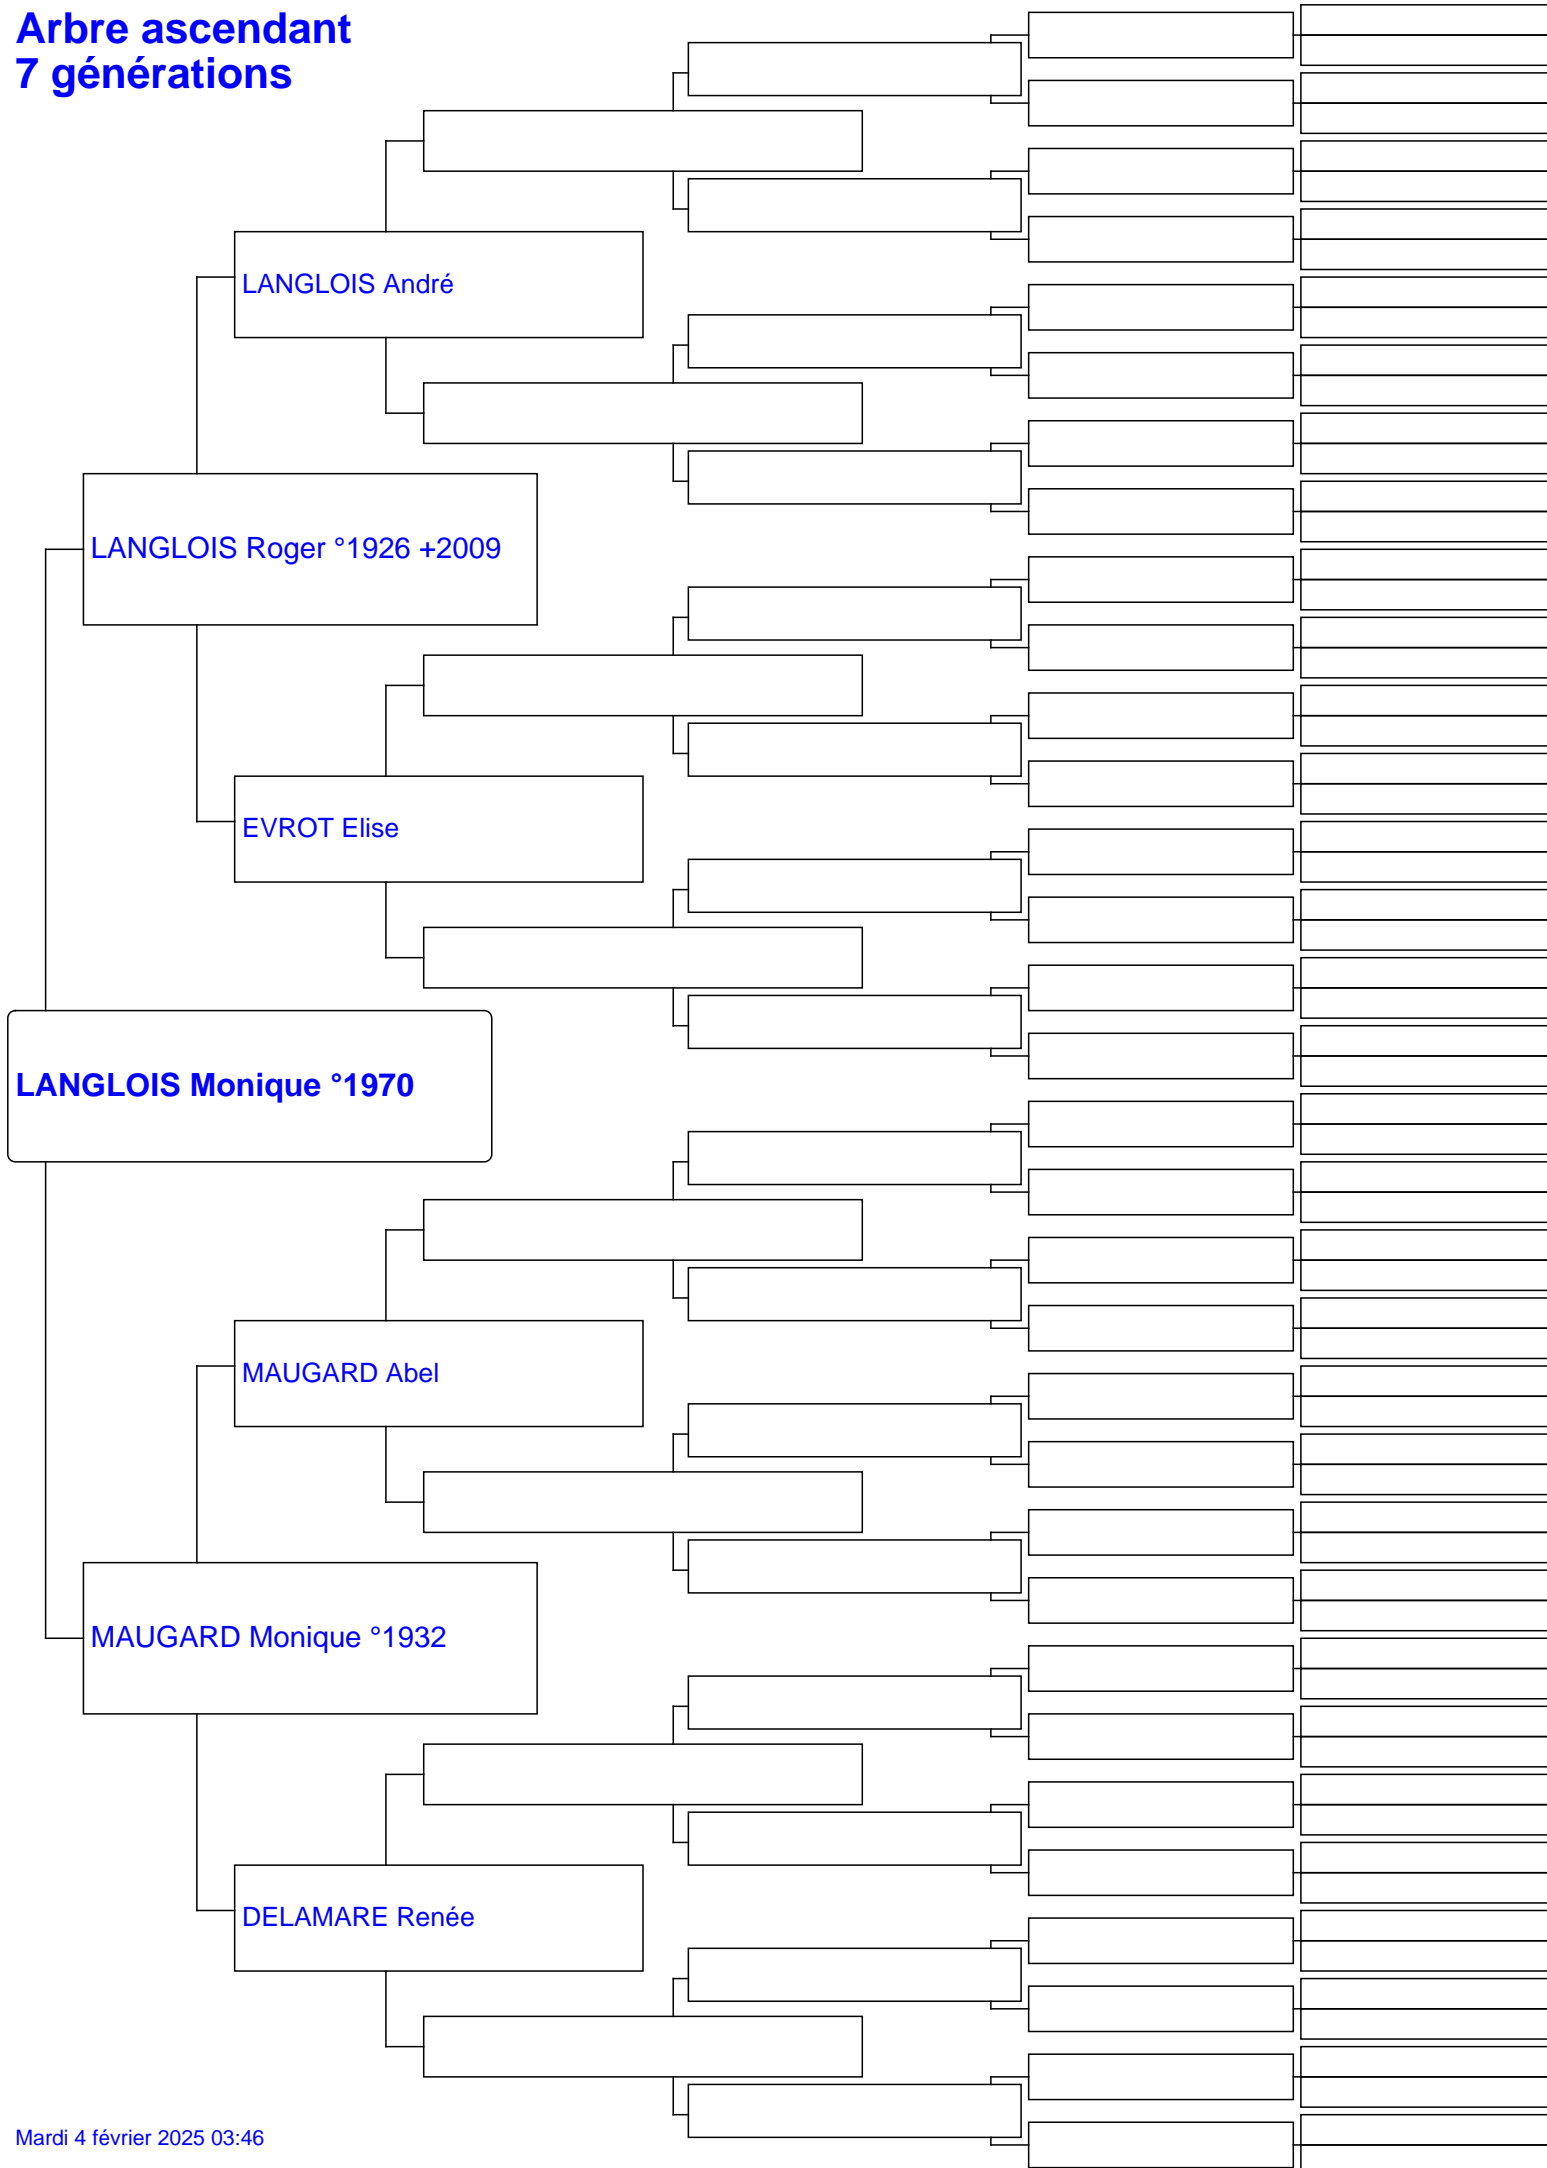 Arbre ascendant
7 générations
LANGLOIS André
LANGLOIS Roger °1926 +2009
EVROT Elise
LANGLOIS Monique °1970
MAUGARD Abel
MAUGARD Monique °1932
DELAMARE Renée
Mardi 4 février 2025 03:46